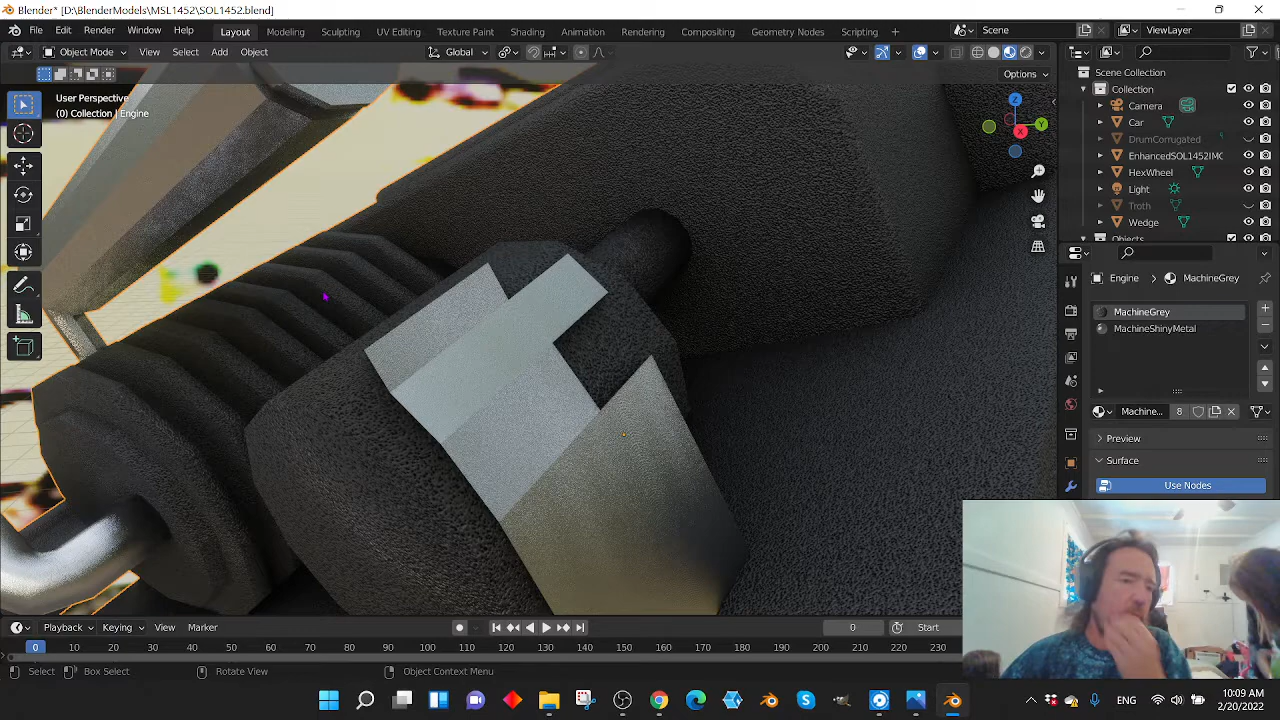 Blender* [D:\BlenderModels\MSL1452\SOL1452.blend]
File Edit Render Window Help Layout Modeling Sculpting UV Editing Texture Paint Shading Animation Rendering Compositing Geometry Nodes Scripting + Scene ViewLayer
Object Mode View Select Add Object Global
Options
User Perspective
(0) Collection | Engine
Z
Y
X
Scene Collection
Collection
Camera
Car
DrumCorrugated
EnhancedSOL1452IMC
HexWheel
Light
Troth
Wedge
Objects
Engine MachineGrey
MachineGrey
MachineShinyMetal
Machine... 8
Preview
Surface
Use Nodes
Playback Keying View Marker 0 Start
0 10 20 30 40 50 60 70 80 90 100 110 120 130 140 150 160 170 180 190 200 210 220 230
Select Box Select Rotate View Object Context Menu
ENG
10:09 AM
2/20/2022